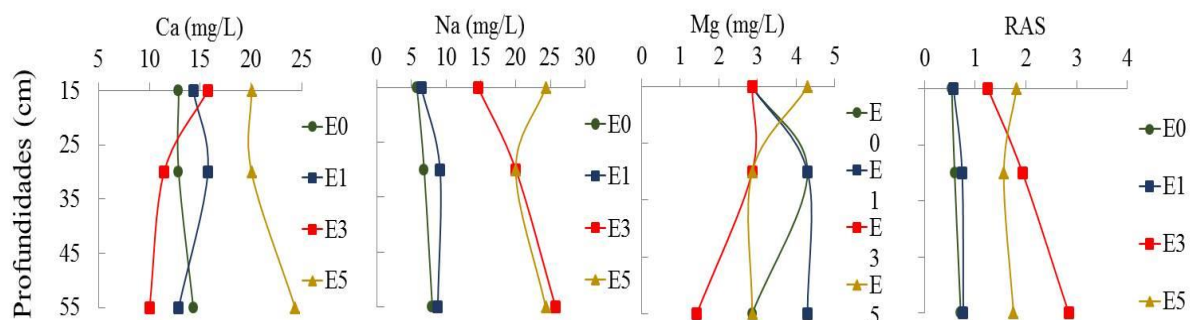 Ca (mg/L)
5 10 15 20 25
Na (mg/L)
0 5 10 15 20 25 30
Mg (mg/L)
0 1 2 3 4 5
RAS
0 1 2 3 4
Profundidades (cm)
15
25
35
45
55
E0
E1
E3
E5
E0
E1
E3
E5
E
0
E
1
E
3
E
5
E0
E1
E3
E5